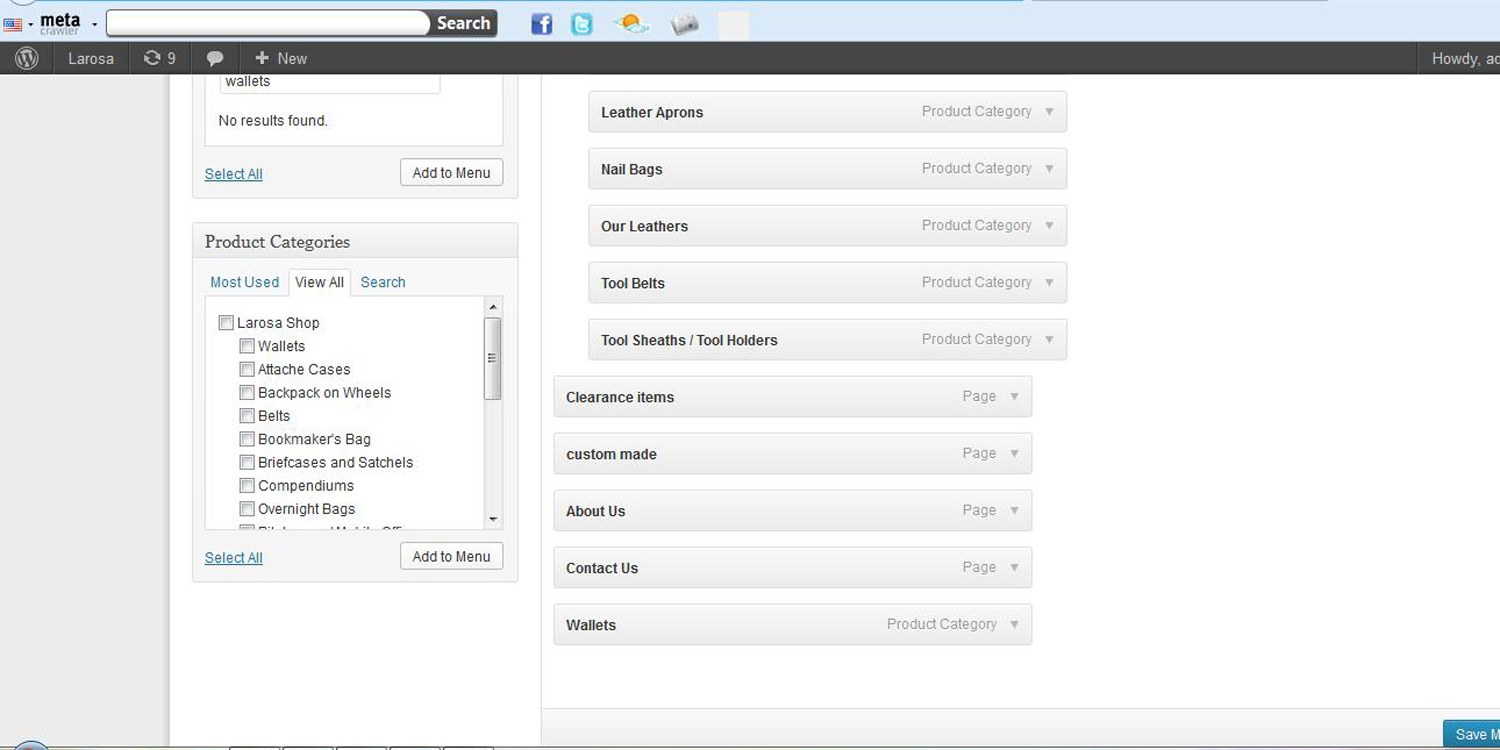 meta
crawler
Search
Larosa
9
New
Howdy,
wallets
No results found.
Select All
Add to Menu
Product Categories
Most Used
View All
Search
Larosa Shop
Wallets
Attache Cases
Backpack on Wheels
Belts
Bookmaker's Bag
Briefcases and Satchels
Compendiums
Overnight Bags
Select All
Add to Menu
Leather Aprons Product Category
Nail Bags Product Category
Our Leathers Product Category
Tool Belts Product Category
Tool Sheaths / Tool Holders Product Category
Clearance items Page
custom made Page
About Us Page
Contact Us Page
Wallets Product Category
Save